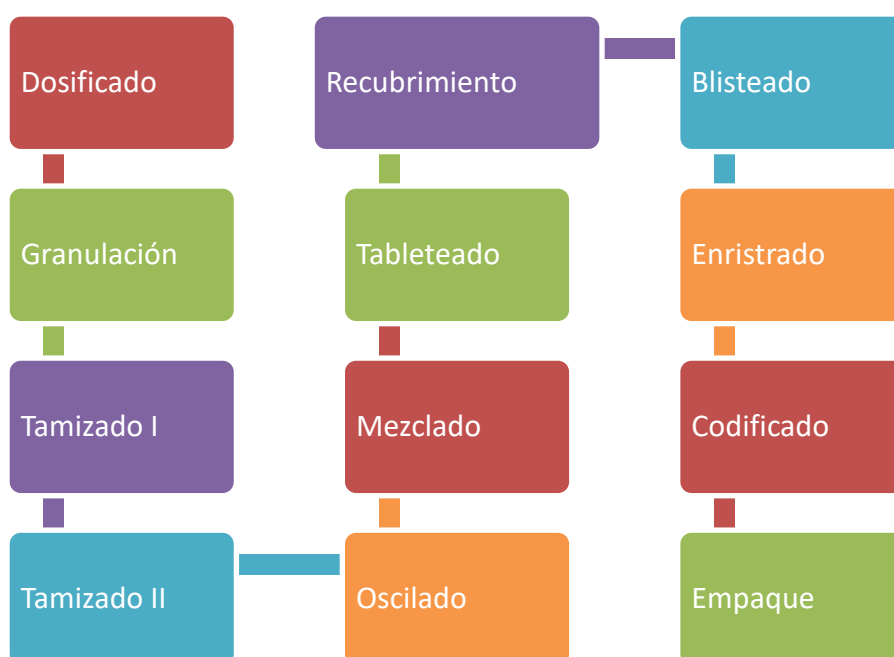 Dosificado
Granulación
Tamizado I
Tamizado II
Oscilado
Mezclado
Tableteado
Recubrimiento
Blisteado
Enristrado
Codificado
Empaque